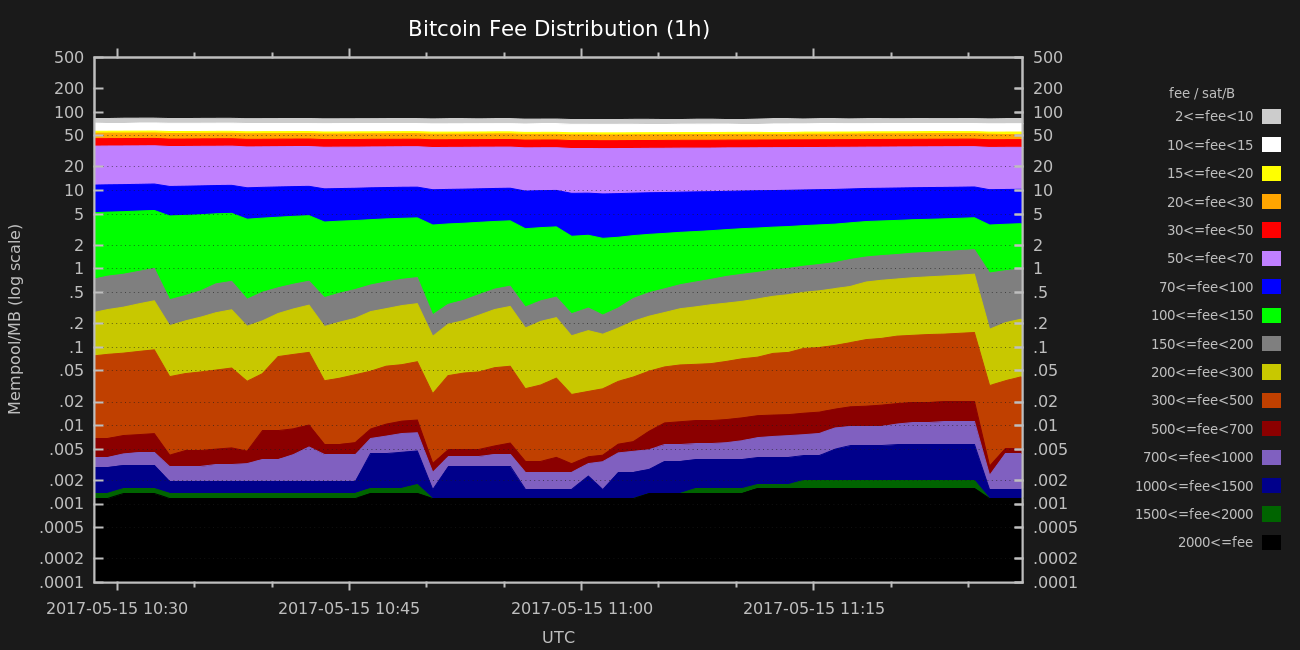 Bitcoin Fee Distribution (1h)
500 500
200 200
100 100
50 50
20 20
10 10
5 5
2 2
1 1
.5 .5
.2 .2
.1 .1
.05 .05
.02 .02
.01 .01
.005 .005
.002 .002
.001 .001
.0005 .0005
.0002 .0002
.0001 .0001
Mempool/MB (log scale)
2017-05-15 10:30 2017-05-15 10:45 2017-05-15 11:00 2017-05-15 11:15
UTC
fee / sat/B
2<=fee<10
10<=fee<15
15<=fee<20
20<=fee<30
30<=fee<50
50<=fee<70
70<=fee<100
100<=fee<150
150<=fee<200
200<=fee<300
300<=fee<500
500<=fee<700
700<=fee<1000
1000<=fee<1500
1500<=fee<2000
2000<=fee